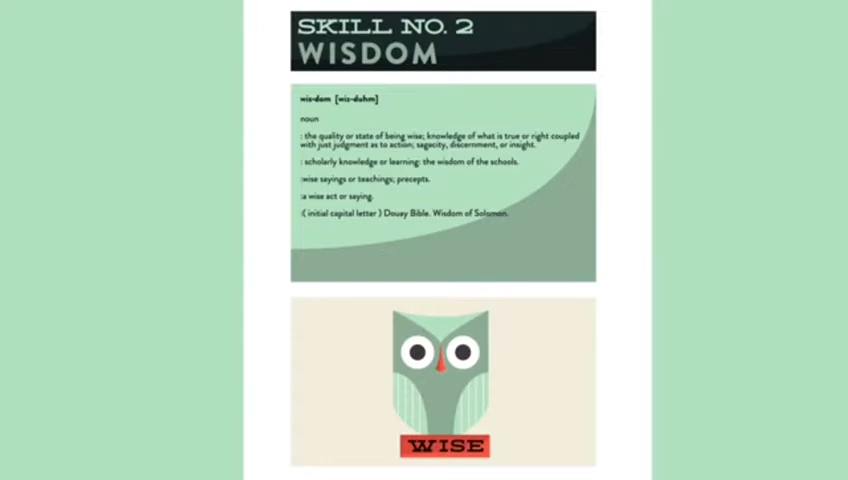 SKILL NO. 2
WISDOM
wis·dom [wiz-duhm]
noun
: the quality or state of being wise; knowledge of what is true or right coupled
with just judgment as to action; sagacity, discernment, or insight.
: scholarly knowledge or learning: the wisdom of the schools.
:wise sayings or teachings; precepts.
:a wise act or saying.
:( initial capital letter ) Douay Bible. Wisdom of Solomon.
WISE